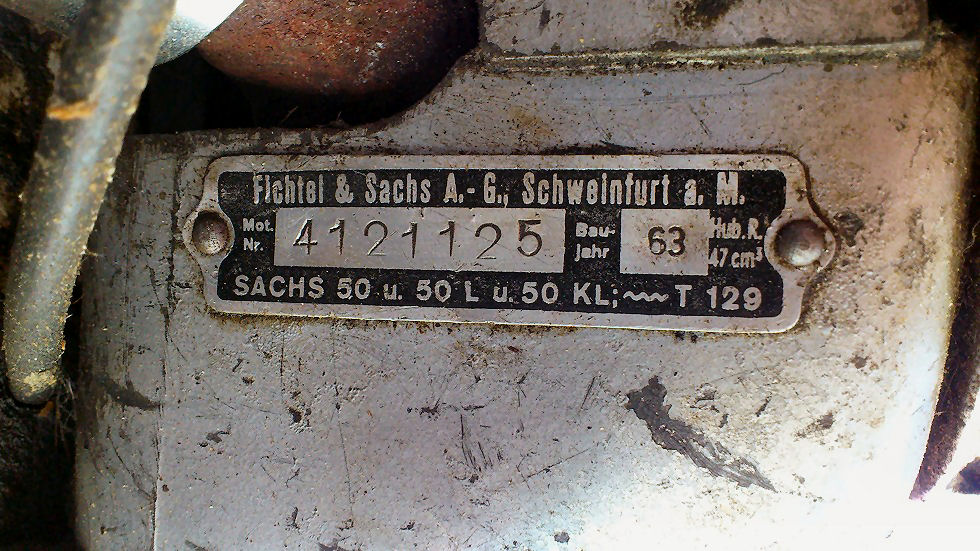 Fichtel & Sachs A.-G., Schweinfurt a. M.
Mot. Nr. 4121125 Bau-jahr 63 Hub.R. 47 cm³
SACHS 50 u. 50 L u. 50 KL; ~~ T 129